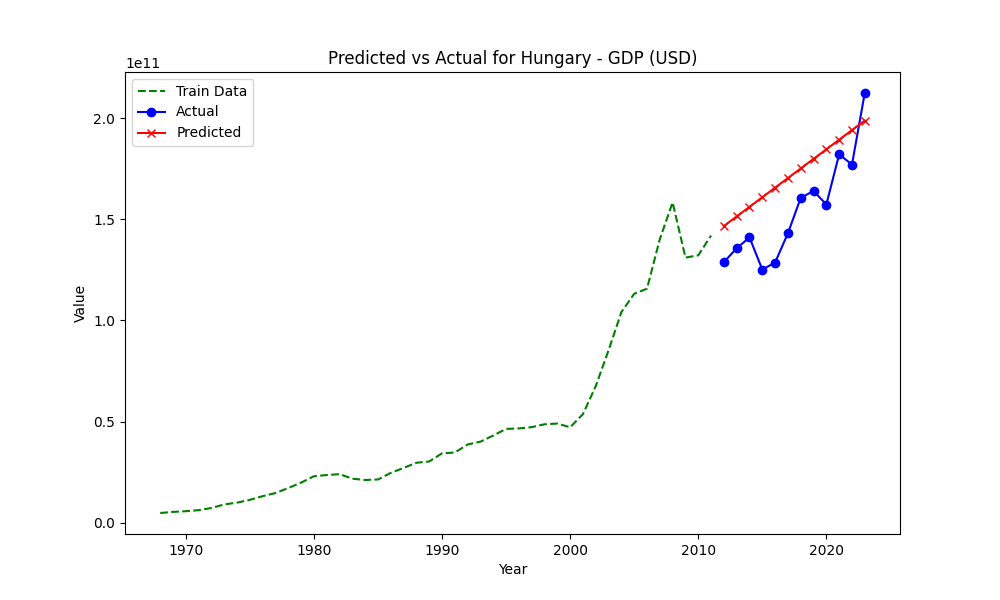 Predicted vs Actual for Hungary - GDP (USD)
1e11
Train Data
Actual
Predicted
2.0
1.5
1.0
0.5
0.0
Value
1970 1980 1990 2000 2010 2020
Year